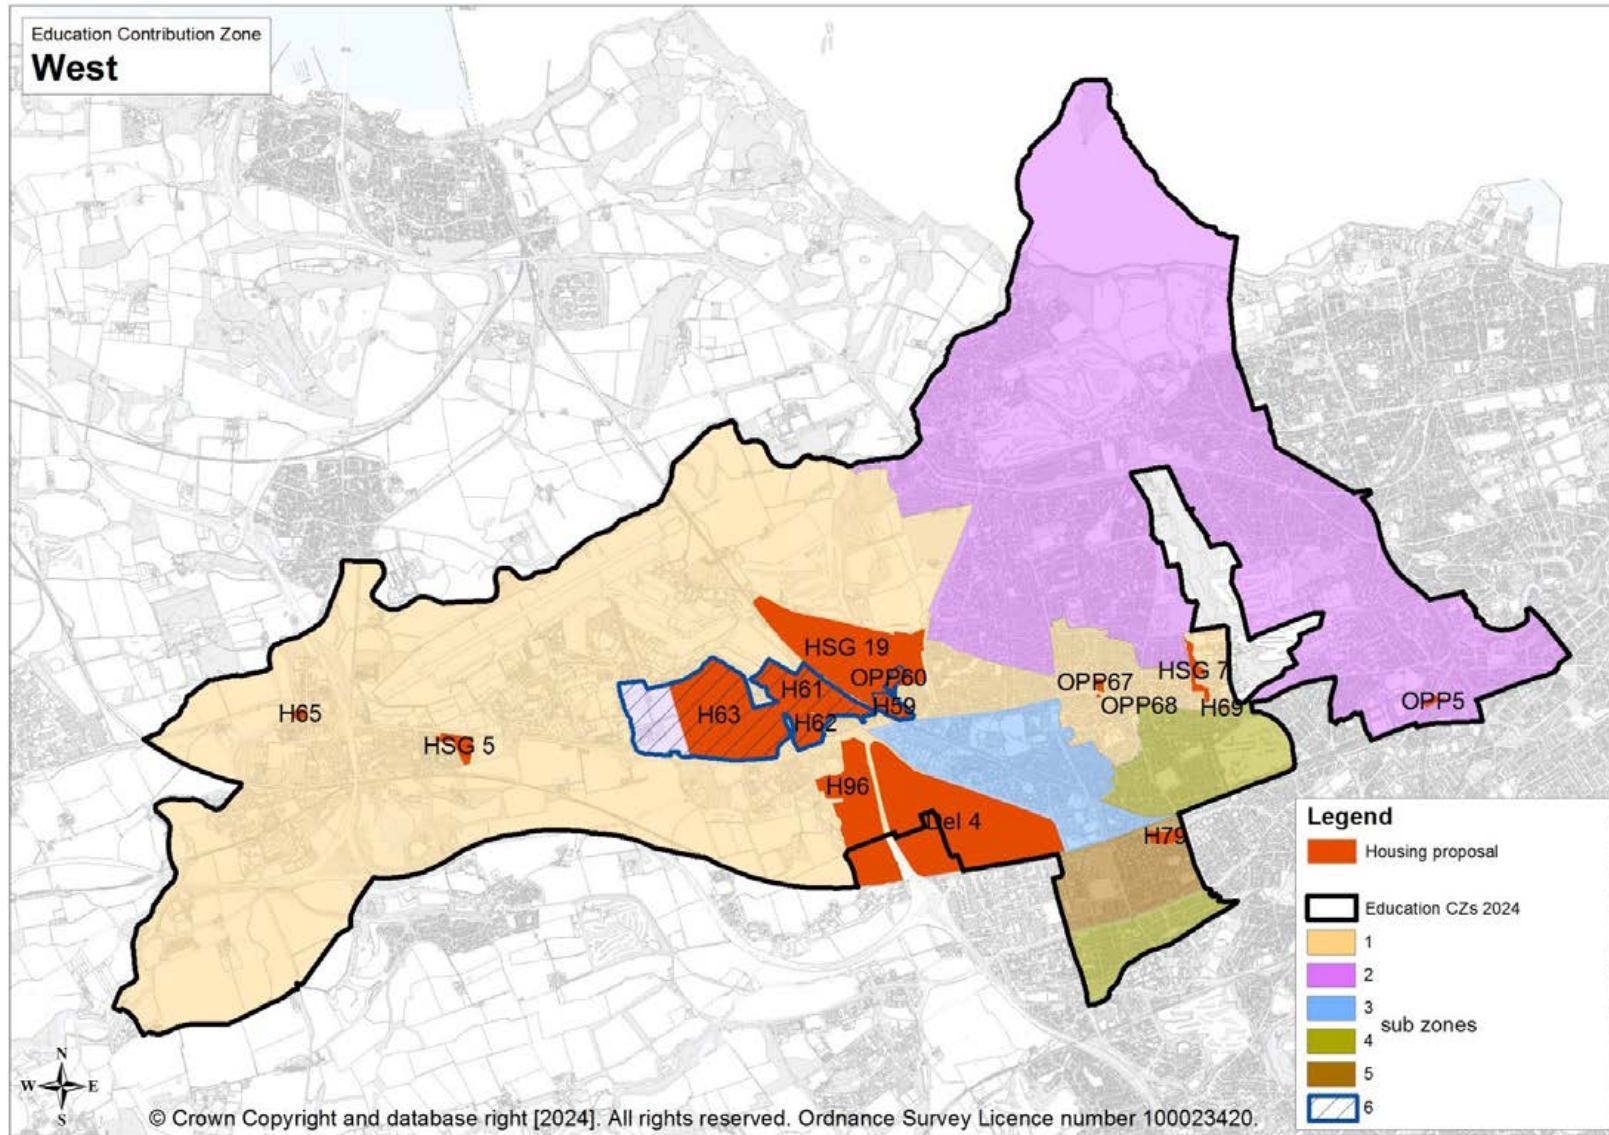 Education Contribution Zone
West
HSG 19
OPP60
H61
H59
H63
H62
H65
HSG 5
OPP67
OPP68
HSG 7
H69
OPP5
H96
Del 4
H79
Legend
Housing proposal
Education CZs 2024
1
2
3
sub zones
4
5
6
N
W
E
S
© Crown Copyright and database right [2024]. All rights reserved. Ordnance Survey Licence number 100023420.